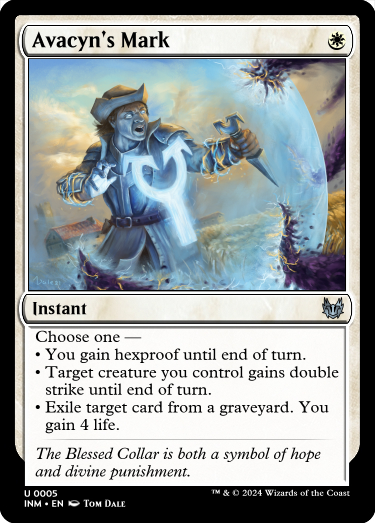 Avacyn's Mark
Instant
Choose one —
• You gain hexproof until end of turn.
• Target creature you control gains double
strike until end of turn.
• Exile target card from a graveyard. You
gain 4 life.
The Blessed Collar is both a symbol of hope
and divine punishment.
U 0005
INM • EN Tom Dale
™ & © 2024 Wizards of the Coast